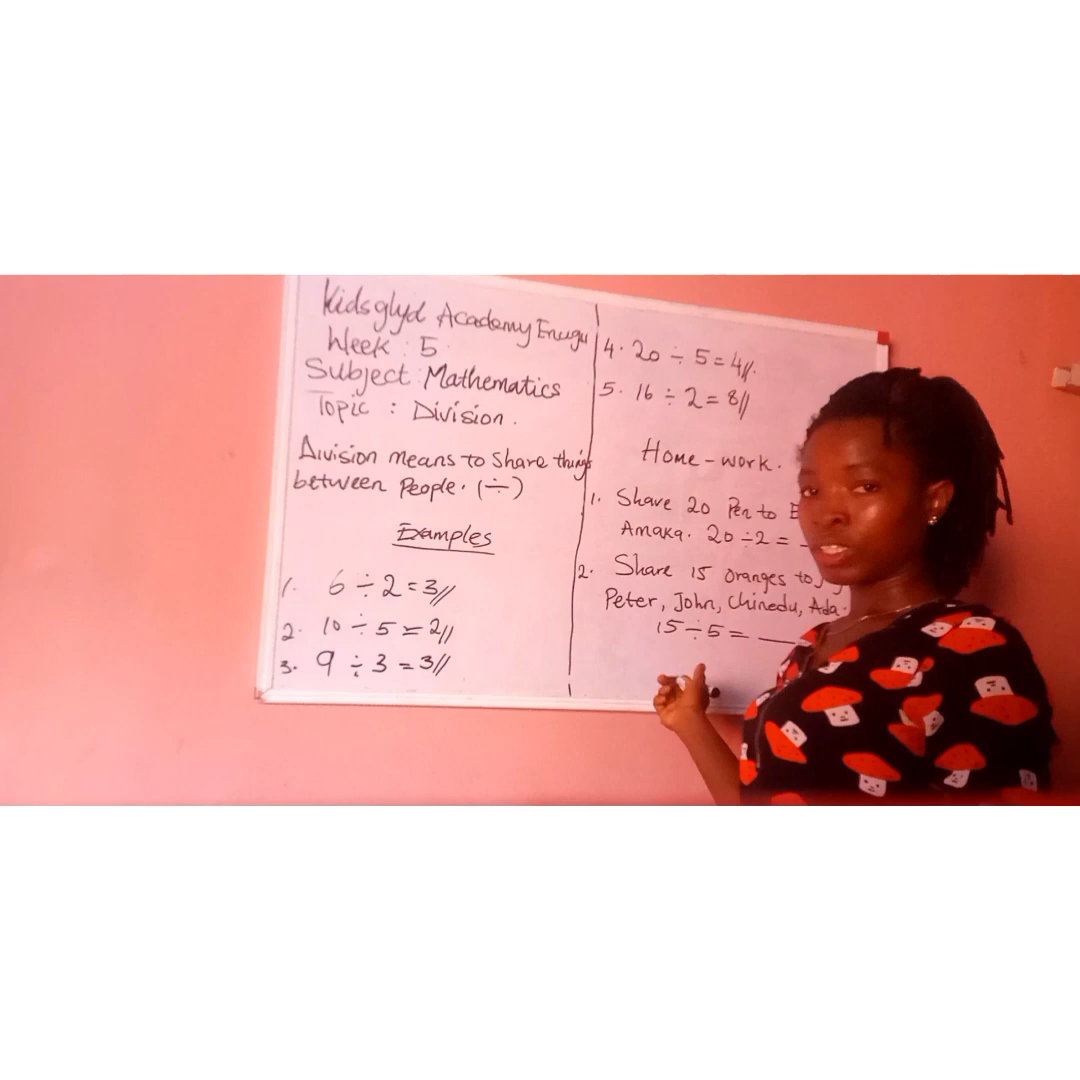 Kidsglyd Academy Enugu
Week : 5
Subject: Mathematics
Topic : Division.
Division means to Share things
between People. (÷)
Examples
1. 6 ÷ 2 = 3//
2. 10 ÷ 5 = 2//
3. 9 ÷ 3 = 3//
4. 20 ÷ 5 = 4//.
5. 16 ÷ 2 = 8//
Home-work.
1. Share 20 Pen to
Amaka. 20 ÷ 2 =
2. Share 15 oranges to
Peter, John, Chinedu, Ada.
15 ÷ 5 = __